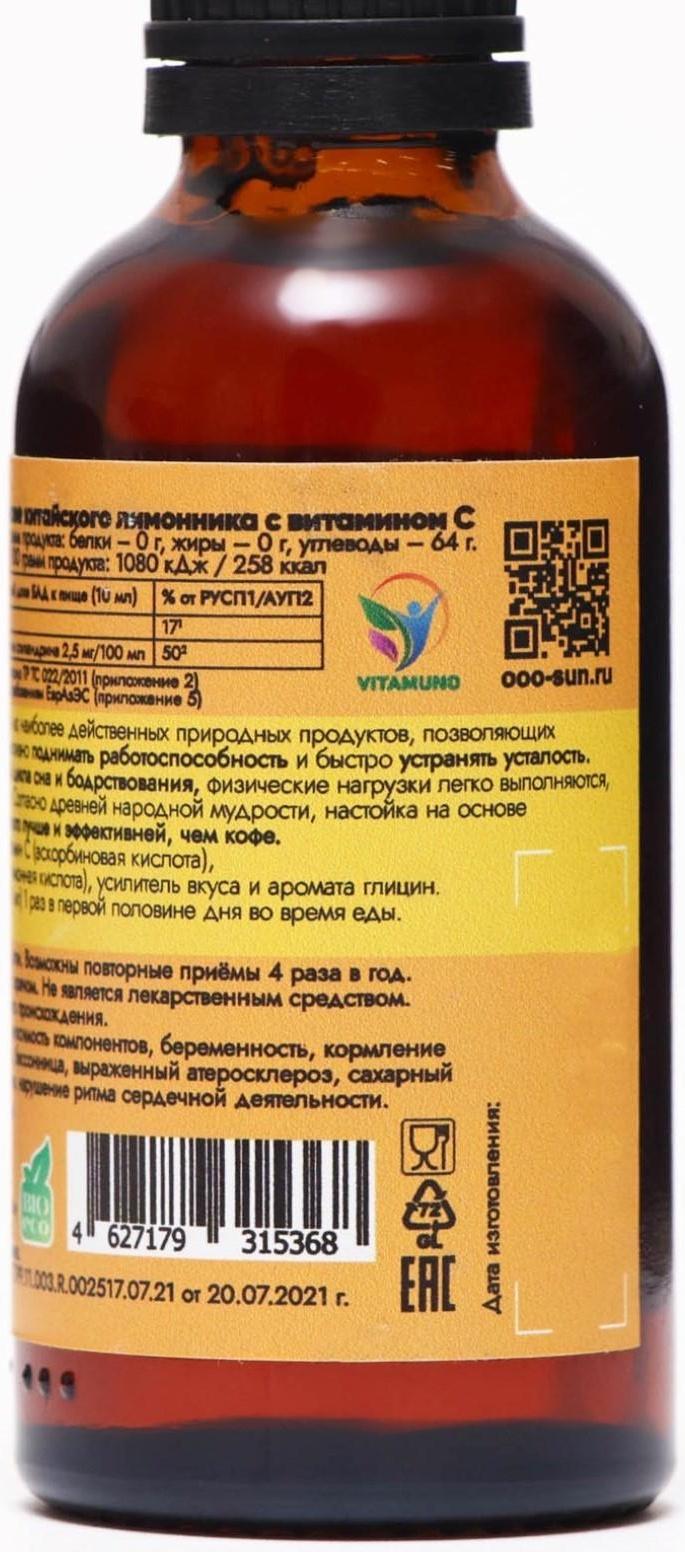 китайского лимонника с витамином С
продукта: белки – 0 г, жиры – 0 г, углеводы – 64 г.
грамм продукта: 1080 кДж / 258 ккал
для БАД к пище (10 мл) % от РУСП1/АУП2
17¹
2,5 мг/100 мл 50²
ТР ТС 022/2011 (приложение 2)
ЕврАзЭС (приложение 5)
VITAMUNO
ooo-sun.ru
наиболее действенных природных продуктов, позволяющих
поднимать работоспособность и быстро устранять усталость.
сна и бодрствования, физические нагрузки легко выполняются,
Согласно древней народной мудрости, настойка на основе
лучше и эффективней, чем кофе.
С (аскорбиновая кислота),
кислота), усилитель вкуса и аромата глицин.
1 раз в первой половине дня во время еды.
Возможны повторные приёмы 4 раза в год.
Не является лекарственным средством.
происхождения.
компонентов, беременность, кормление
бессонница, выраженный атеросклероз, сахарный
нарушение ритма сердечной деятельности.
BIO
eco
4 627179 315368
72
GL
EAC
Дата изготовления:
.003.R.002517.07.21 от 20.07.2021 г.